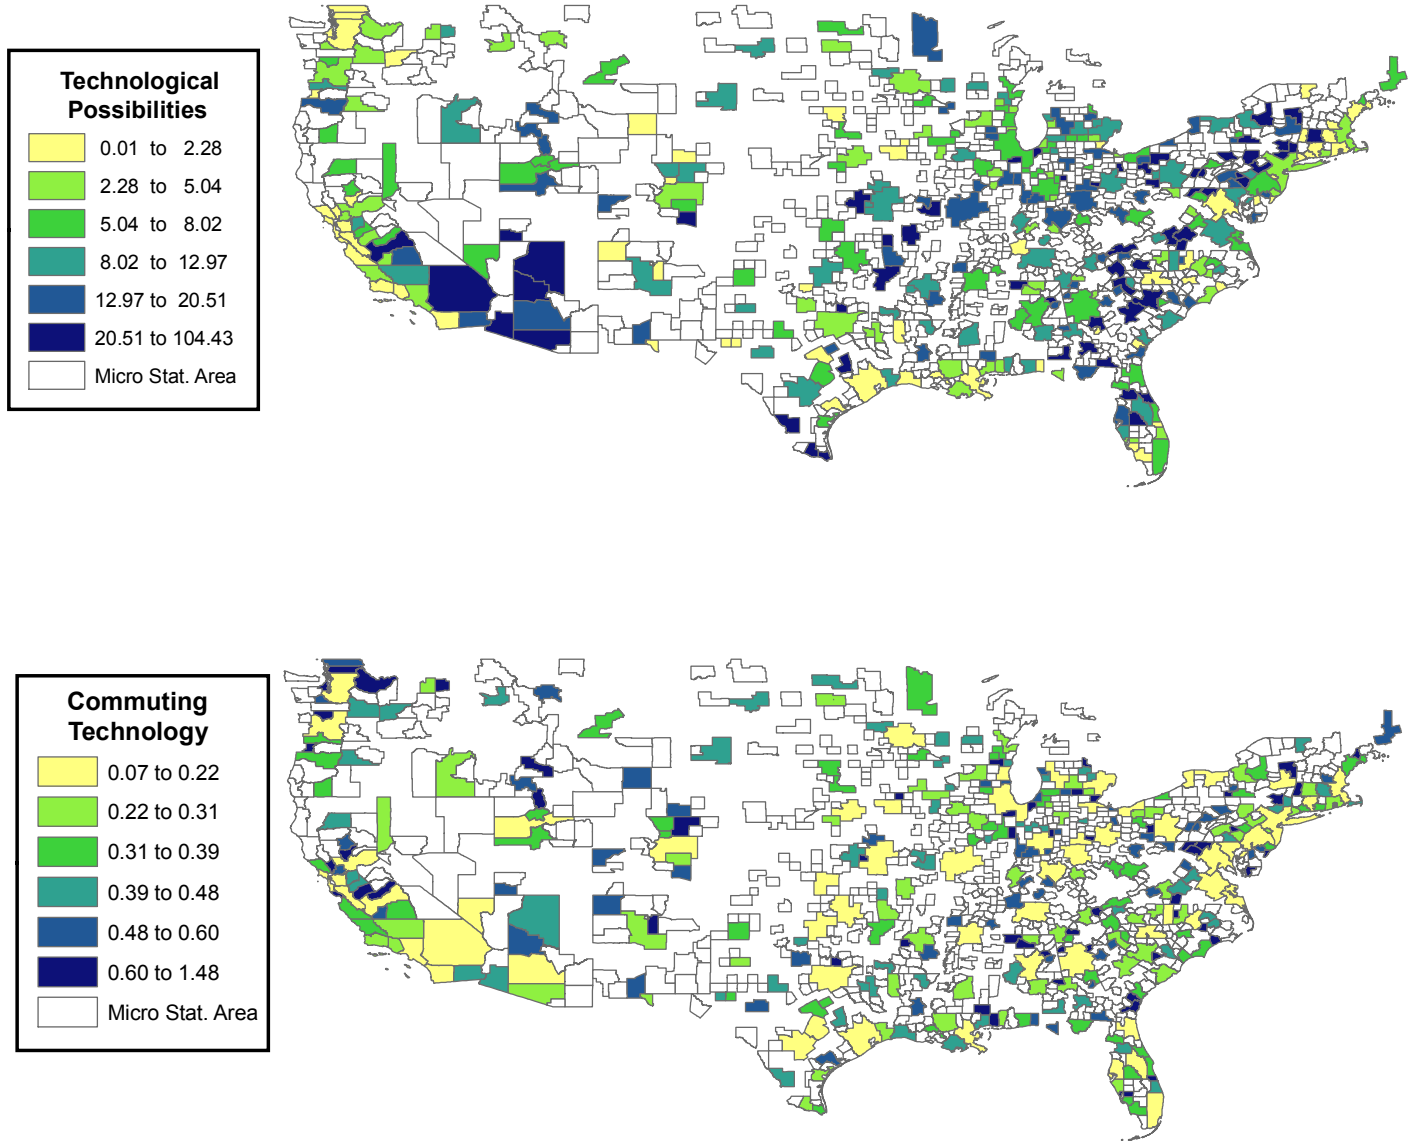 Technological
Possibilities
0.01 to 2.28
2.28 to 5.04
5.04 to 8.02
8.02 to 12.97
12.97 to 20.51
20.51 to 104.43
Micro Stat. Area
Commuting
Technology
0.07 to 0.22
0.22 to 0.31
0.31 to 0.39
0.39 to 0.48
0.48 to 0.60
0.60 to 1.48
Micro Stat. Area